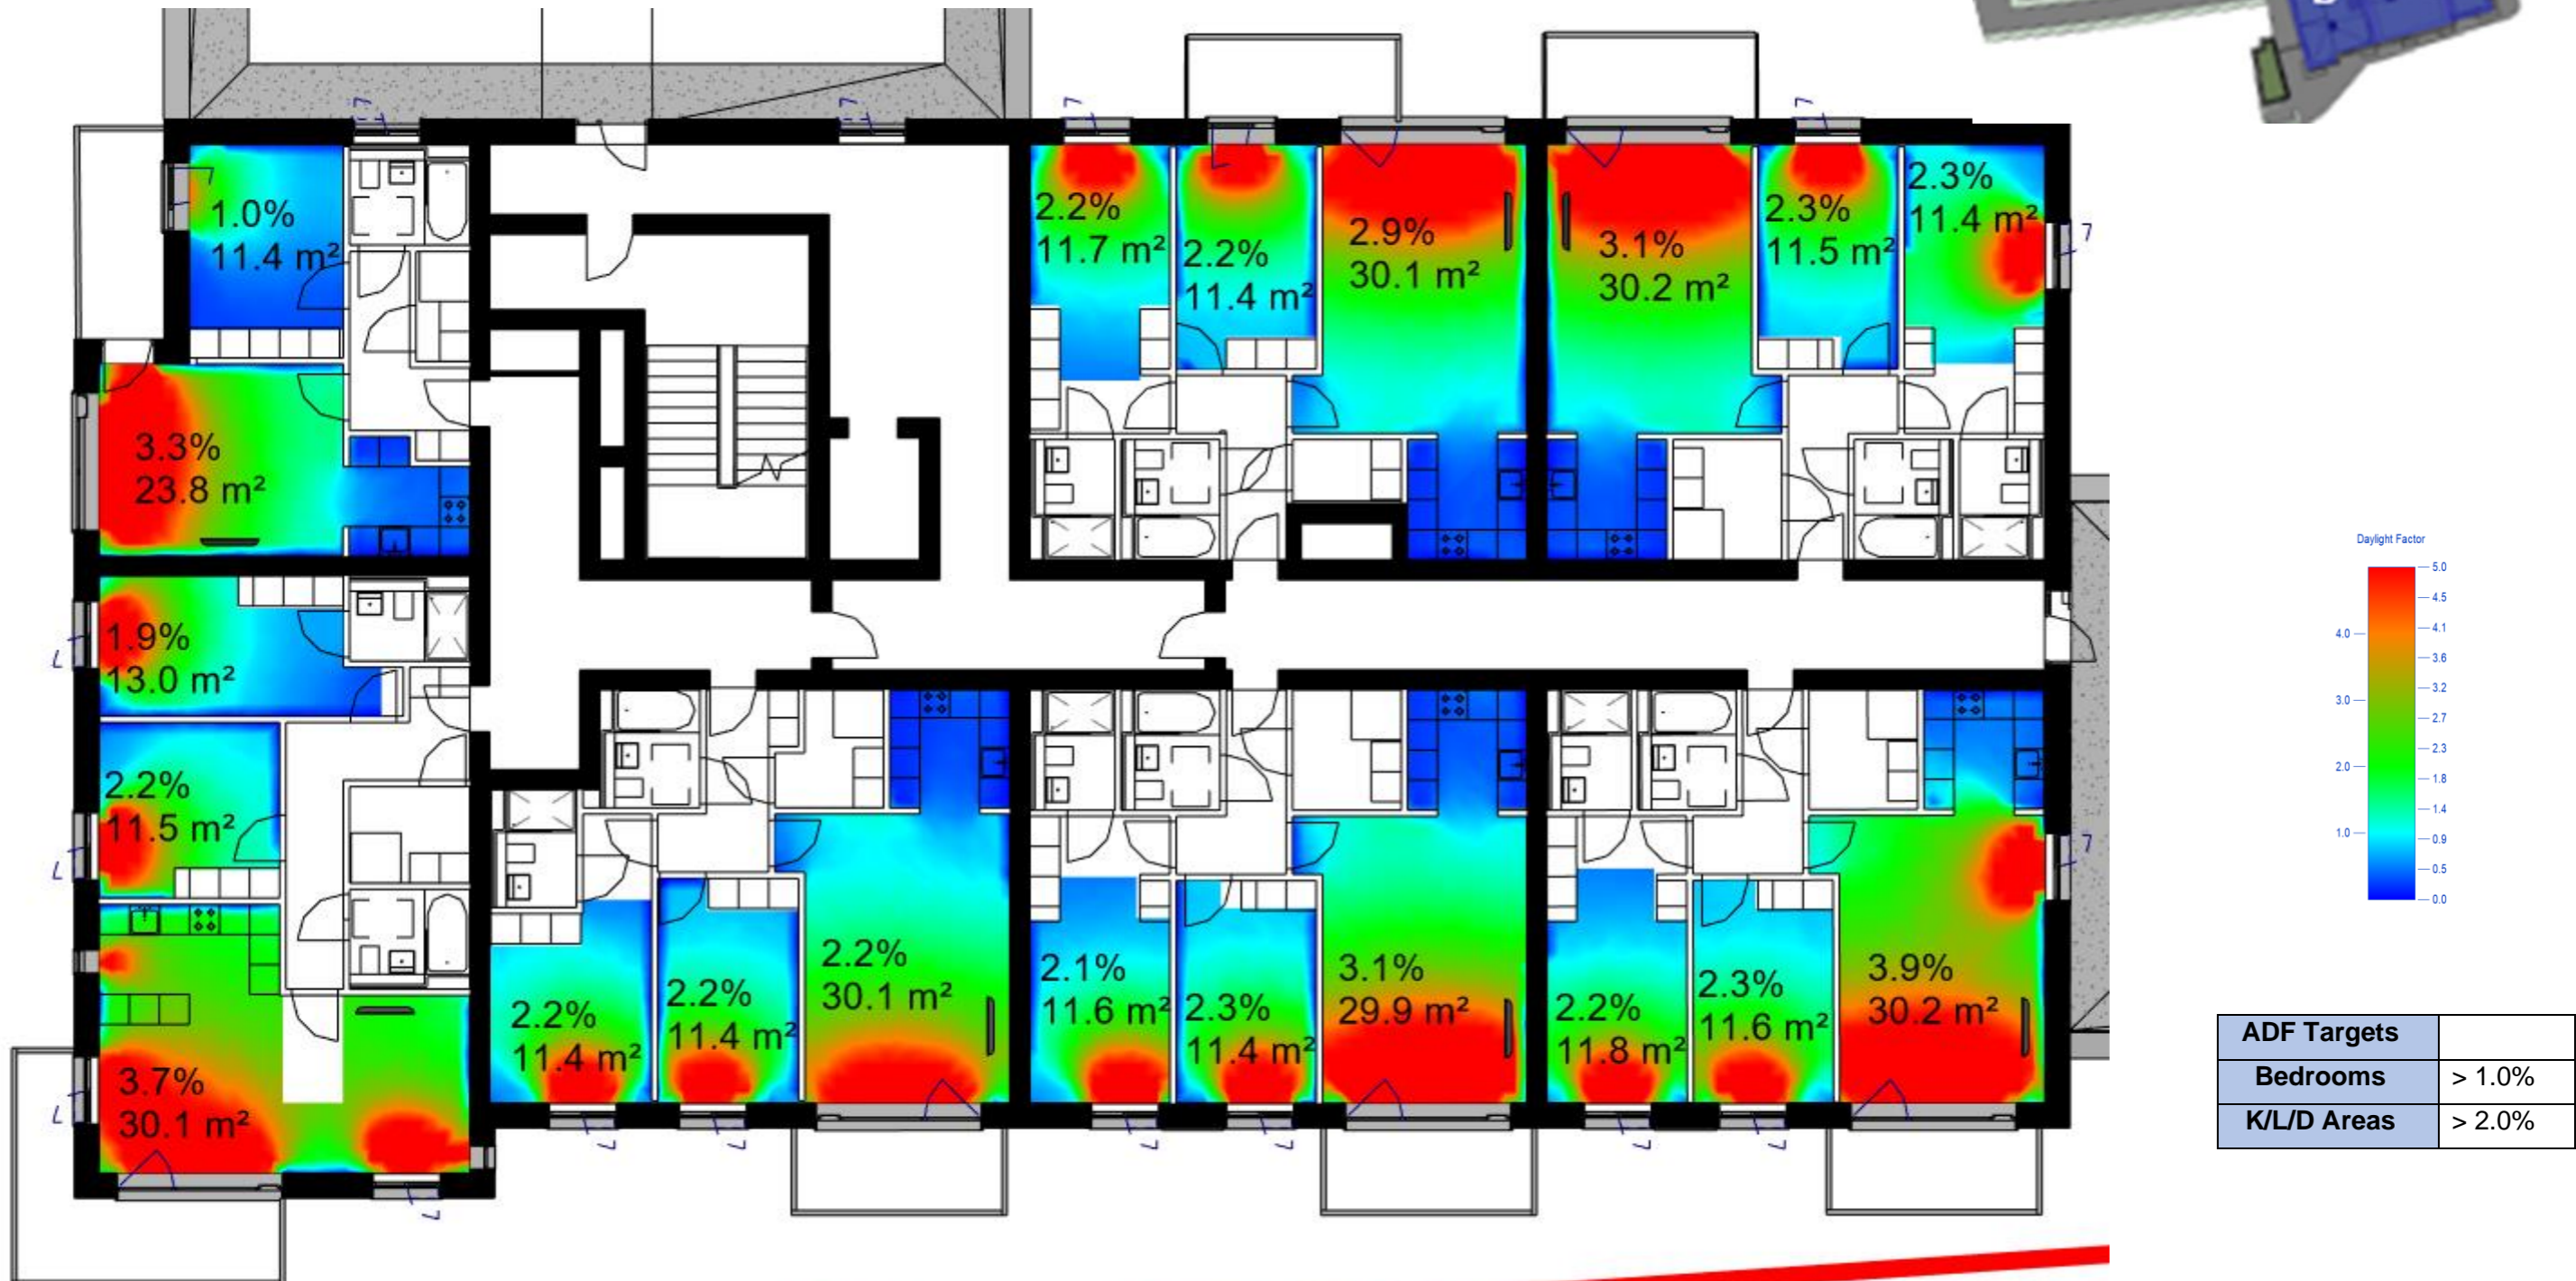 1.0%
11.4 m²
3.3%
23.8 m²
1.9%
13.0 m²
2.2%
11.5 m²
3.7%
30.1 m²
2.2%
11.7 m²
2.2%
11.4 m²
2.9%
30.1 m²
3.1%
30.2 m²
2.3%
11.5 m²
2.3%
11.4 m²
2.2%
11.4 m²
2.2%
11.4 m²
2.2%
30.1 m²
2.1%
11.6 m²
2.3%
11.4 m²
3.1%
29.9 m²
2.2%
11.8 m²
2.3%
11.6 m²
3.9%
30.2 m²
Daylight Factor
5.0
4.5
4.0
4.1
3.6
3.0
3.2
2.7
2.3
2.0
1.8
1.4
1.0
0.9
0.5
0.0
ADF Targets
Bedrooms > 1.0%
K/L/D Areas > 2.0%